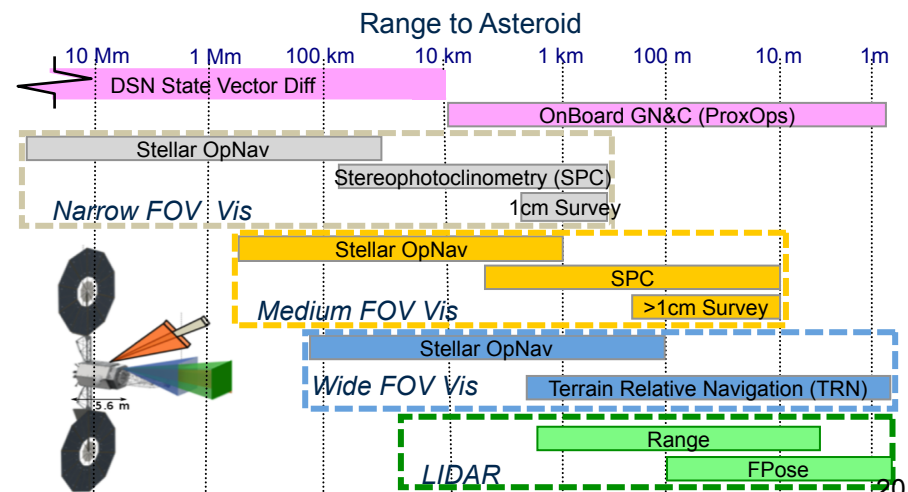 Range to Asteroid
10 Mm 1 Mm 100 km 10 km 1 km 100 m 10 m 1m
DSN State Vector Diff
OnBoard GN&C (ProxOps)
Stellar OpNav
Stereophotoclinometry (SPC)
1cm Survey
Narrow FOV Vis
Stellar OpNav
SPC
>1cm Survey
Medium FOV Vis
Stellar OpNav
Wide FOV Vis
Terrain Relative Navigation (TRN)
5.6 m
Range
FPose
LIDAR
20